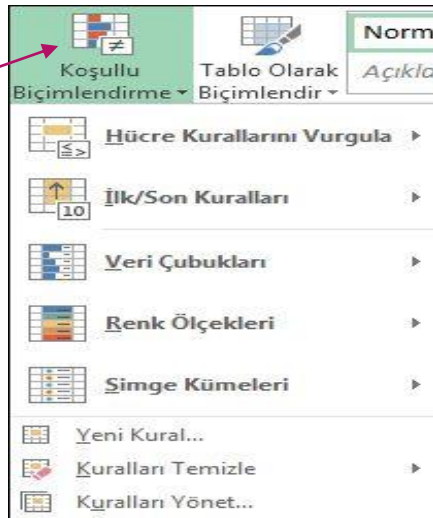 Koşullu
Biçimlendirme
Tablo Olarak
Biçimlendir
Norm
Açıkla
Hücre Kurallarını Vurgula
İlk/Son Kuralları
10
Veri Çubukları
Renk Ölçekleri
Simge Kümeleri
Yeni Kural...
Kuralları Temizle
Kuralları Yönet...